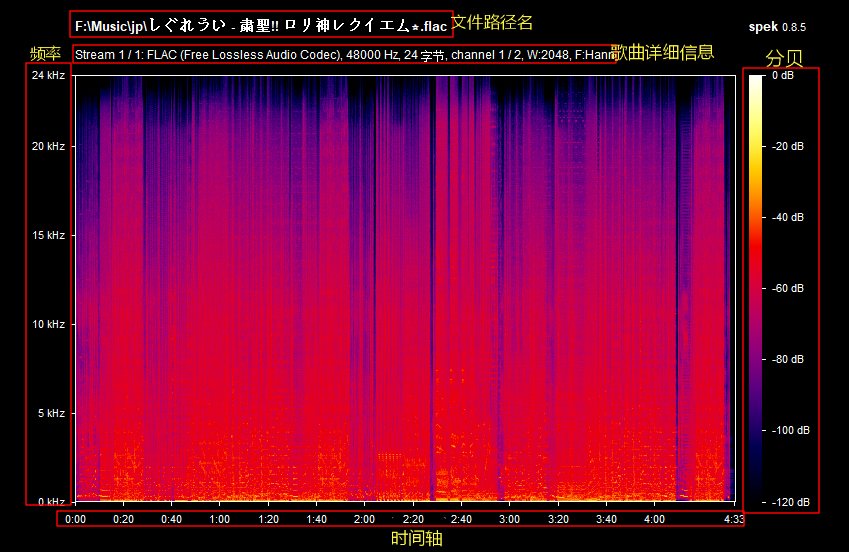 F:\Music\jp\しぐれうい - 粛聖!! ロリ神レクイエム☆.flac 文件路径名
spek 0.8.5
频率
Stream 1 / 1: FLAC (Free Lossless Audio Codec), 48000 Hz, 24 字节, channel 1 / 2, W:2048, F:Hann
歌曲详细信息
分贝
24 kHz
20 kHz
15 kHz
10 kHz
5 kHz
0 kHz
0 dB
-20 dB
-40 dB
-60 dB
-80 dB
-100 dB
-120 dB
0:00 0:20 0:40 1:00 1:20 1:40 2:00 2:20 2:40 3:00 3:20 3:40 4:00 4:33
时间轴